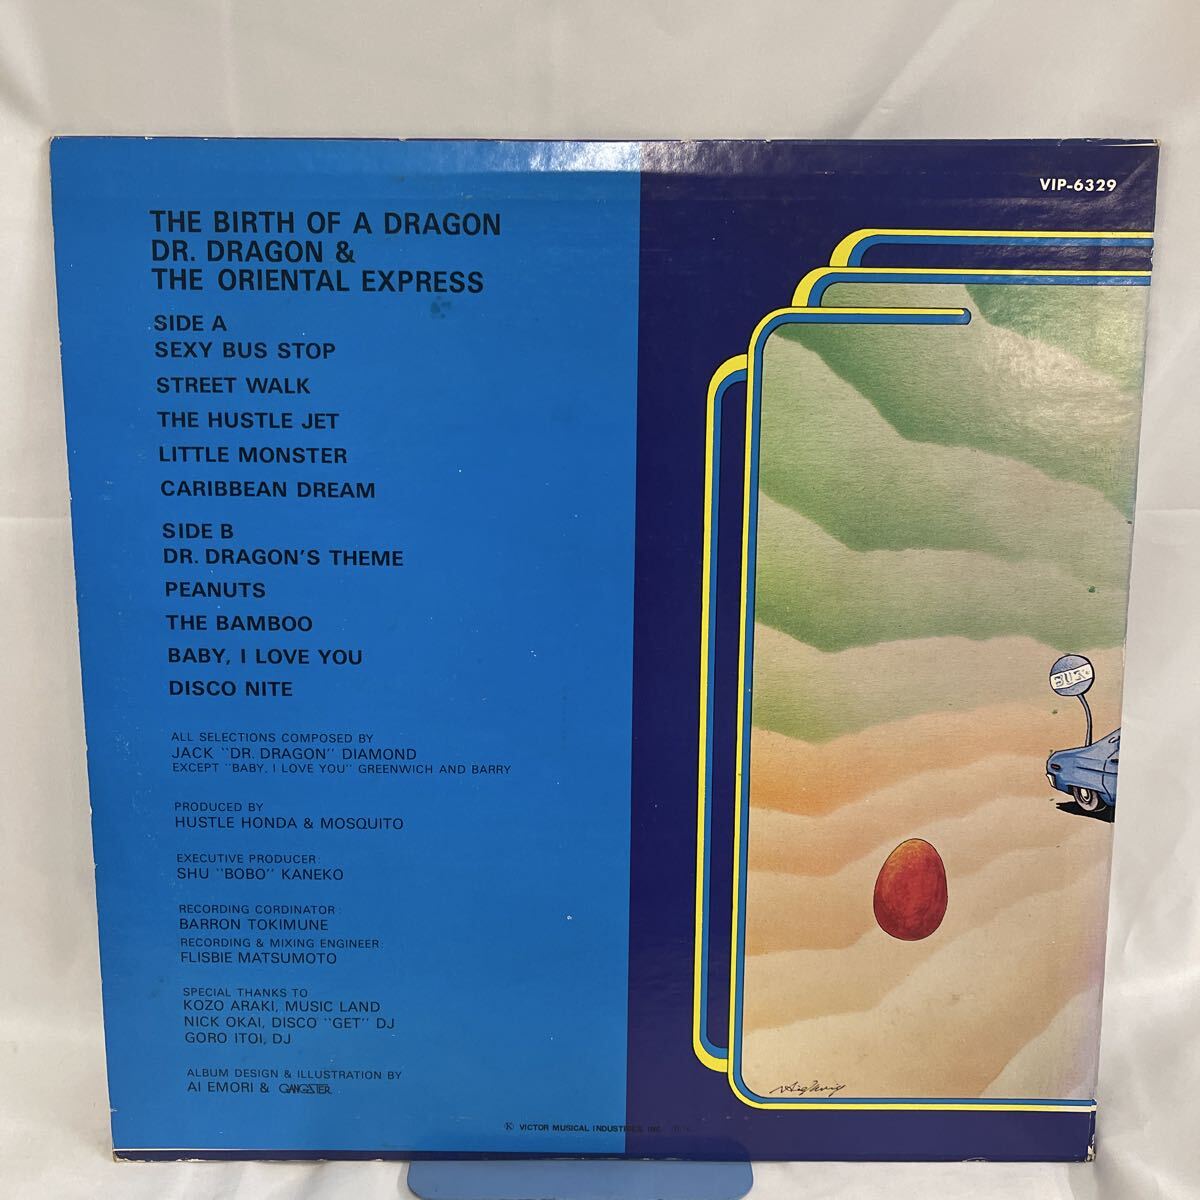 VIP-6329
THE BIRTH OF A DRAGON
DR. DRAGON &
THE ORIENTAL EXPRESS
SIDE A
SEXY BUS STOP
STREET WALK
THE HUSTLE JET
LITTLE MONSTER
CARIBBEAN DREAM
SIDE B
DR. DRAGON'S THEME
PEANUTS
THE BAMBOO
BABY, I LOVE YOU
DISCO NITE
ALL SELECTIONS COMPOSED BY
JACK "DR. DRAGON" DIAMOND
EXCEPT "BABY, I LOVE YOU" GREENWICH AND BARRY
PRODUCED BY
HUSTLE HONDA & MOSQUITO
EXECUTIVE PRODUCER:
SHU "BOBO" KANEKO
RECORDING CORDINATOR:
BARRON TOKIMUNE
RECORDING & MIXING ENGINEER:
FLISBIE MATSUMOTO
SPECIAL THANKS TO
KOZO ARAKI, MUSIC LAND
NICK OKAI, DISCO "GET" DJ
GORO ITOI, DJ
ALBUM DESIGN & ILLUSTRATION BY
AI EMORI & GANGSTER
Ⓚ VICTOR MUSICAL INDUSTRIES, INC.
BUS